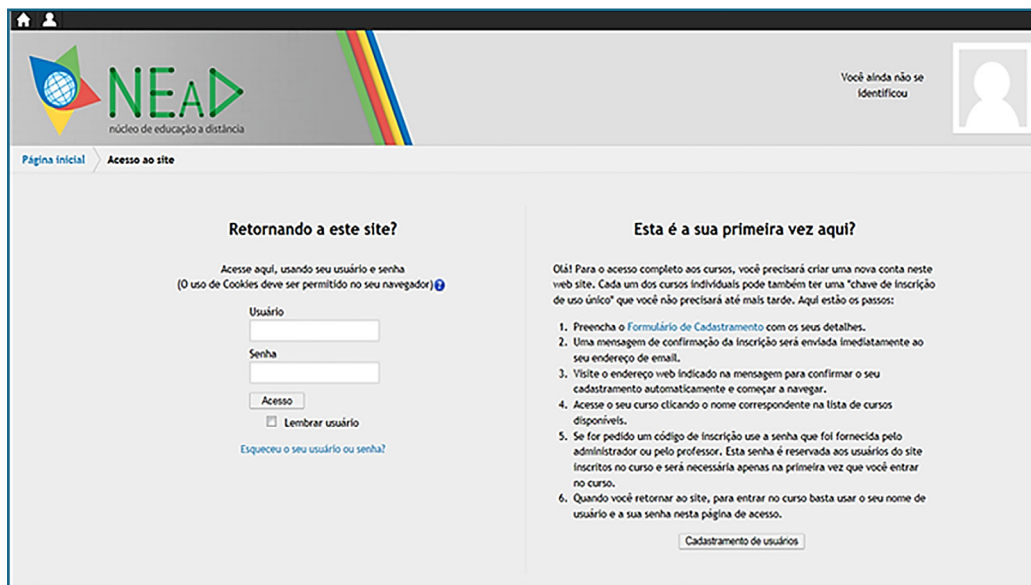 NEAD
núcleo de educação a distância
Você ainda não se
identificou
Página inicial
Acesso ao site
Retornando a este site?
Acesse aqui, usando seu usuário e senha
(O uso de Cookies deve ser permitido no seu navegador)
Usuário
Senha
Acesso
Lembrar usuário
Esqueceu o seu usuário ou senha?
Esta é a sua primeira vez aqui?
Olá! Para o acesso completo aos cursos, você precisará criar uma nova conta neste
web site. Cada um dos cursos individuais pode também ter uma "chave de inscrição
de uso único" que você não precisará até mais tarde. Aqui estão os passos:
1. Preencha o Formulário de Cadastramento com os seus detalhes.
2. Uma mensagem de confirmação da inscrição será enviada imediatamente ao
seu endereço de email.
3. Visite o endereço web indicado na mensagem para confirmar o seu
cadastramento automaticamente e começar a navegar.
4. Acesse o seu curso clicando o nome correspondente na lista de cursos
disponíveis.
5. Se for pedido um código de inscrição use a senha que foi fornecida pelo
administrador ou pelo professor. Esta senha é reservada aos usuários do site
inscritos no curso e será necessária apenas na primeira vez que você entrar
no curso.
6. Quando você retornar ao site, para entrar no curso basta usar o seu nome de
usuário e a sua senha nesta página de acesso.
Cadastramento de usuários